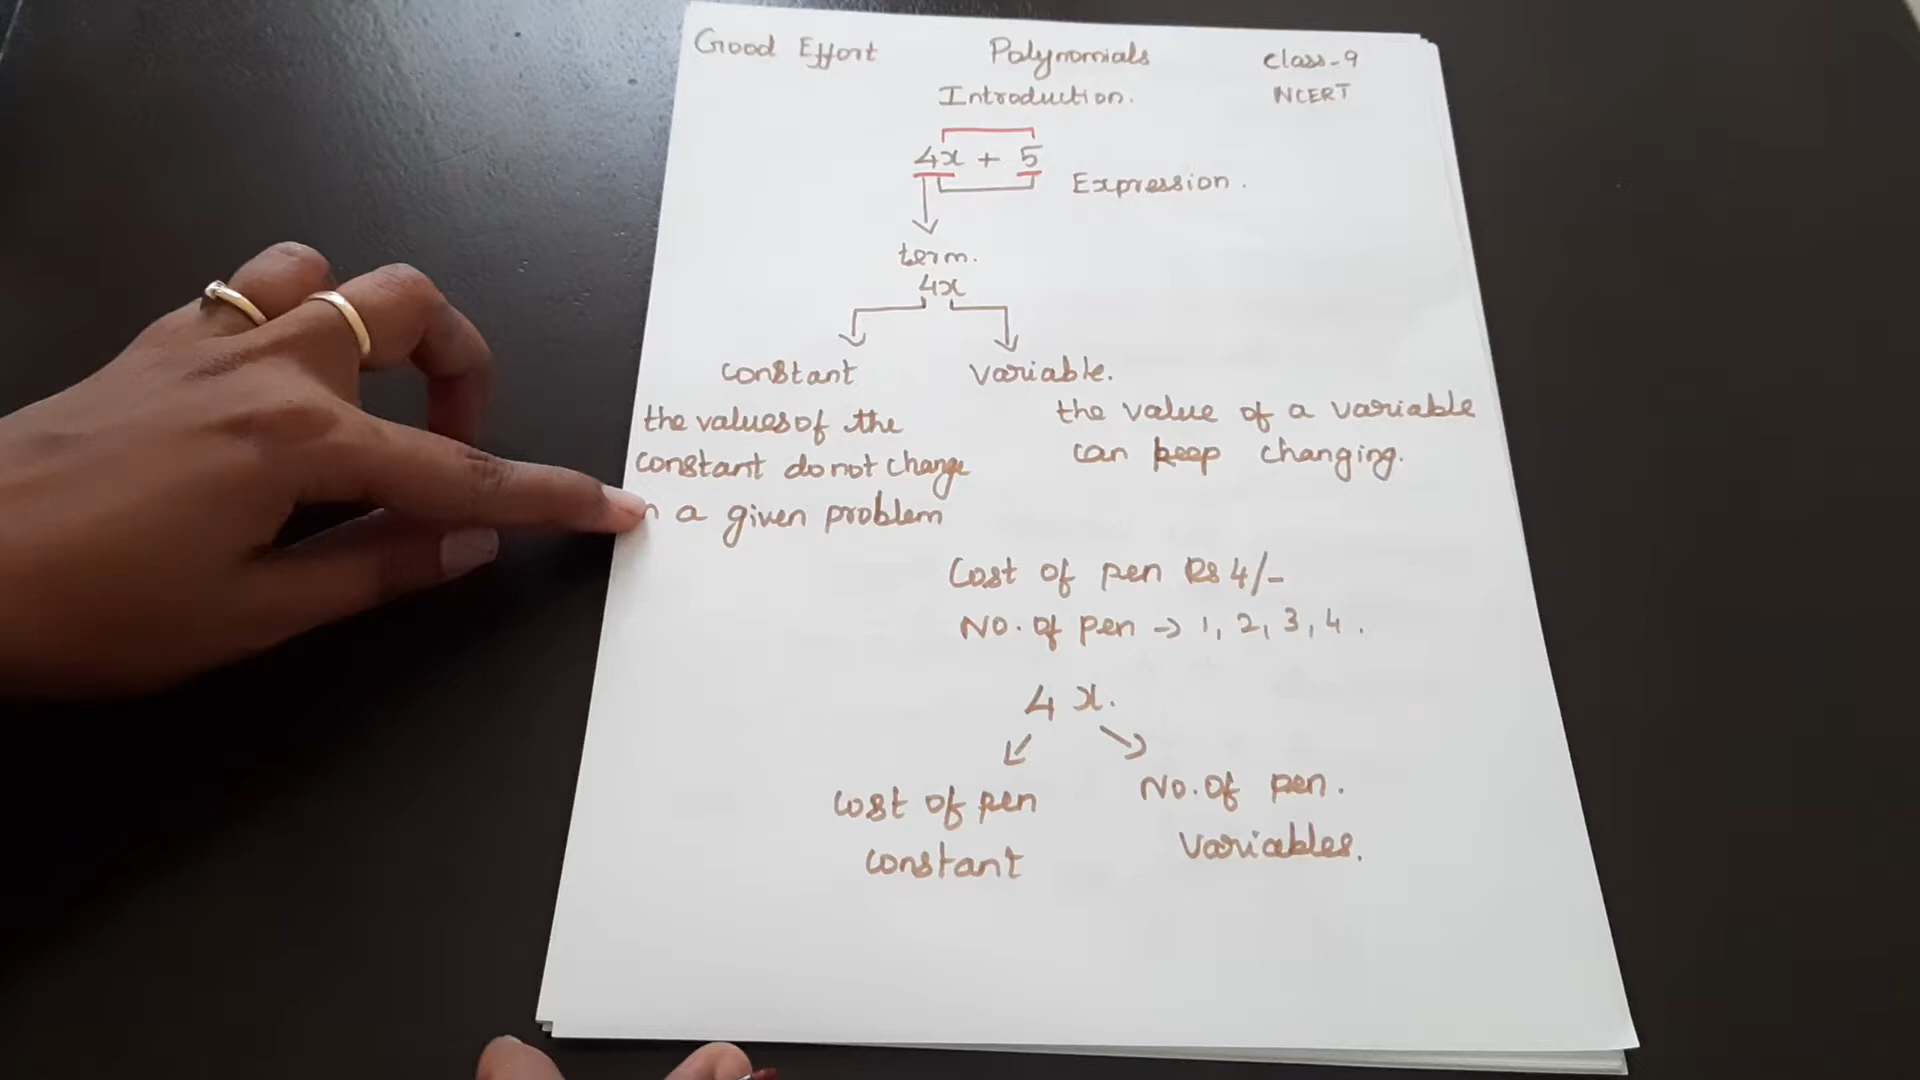 Good Effort
Polynomials
Class-9
Introduction.
NCERT
4x + 5
Expression.
term.
4x
constant
variable.
the values of the
constant do not change
n a given problem
the value of a variable
can keep changing.
Cost of pen Rs 4/-
No. of pen → 1, 2, 3, 4.
4 x.
Cost of pen
constant
No. of pen.
Variables.